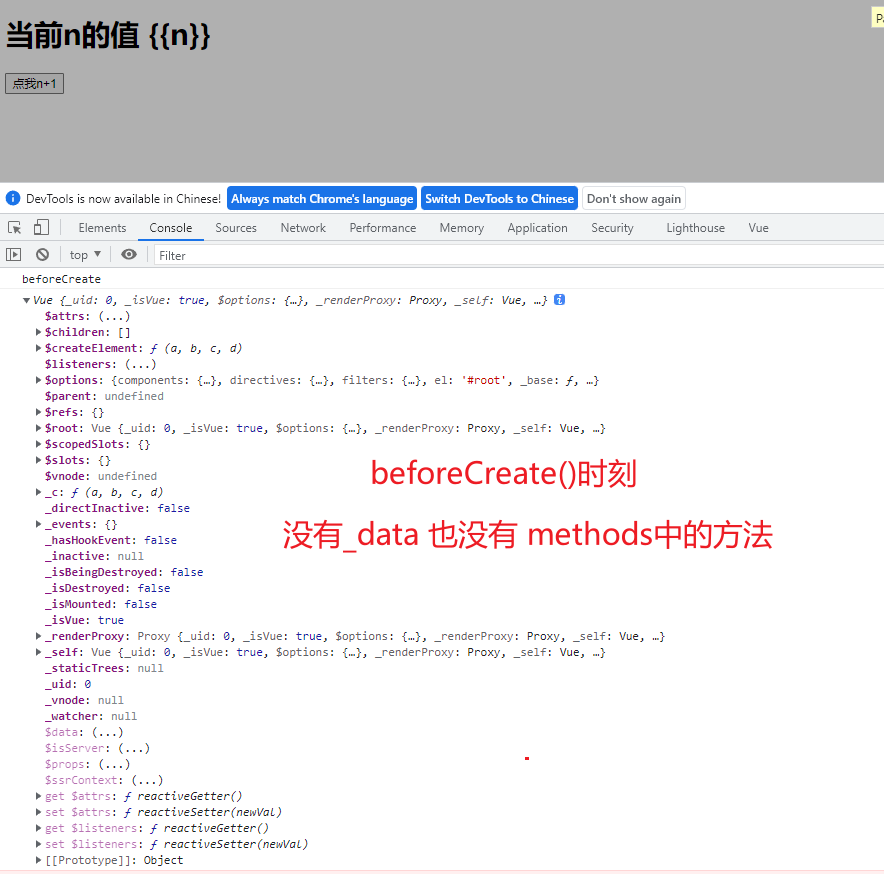 当前n的值 {{n}}
点我n+1
DevTools is now available in Chinese! Always match Chrome's language Switch DevTools to Chinese Don't show again
Elements Console Sources Network Performance Memory Application Security Lighthouse Vue
top ▼ Filter
beforeCreate
Vue {_uid: 0, _isVue: true, $options: {…}, _renderProxy: Proxy, _self: Vue, …}
$attrs: (...)
$children: []
$createElement: ƒ (a, b, c, d)
$listeners: (...)
$options: {components: {…}, directives: {…}, filters: {…}, el: '#root', _base: ƒ, …}
$parent: undefined
$refs: {}
$root: Vue {_uid: 0, _isVue: true, $options: {…}, _renderProxy: Proxy, _self: Vue, …}
$scopedSlots: {}
$slots: {}
$vnode: undefined
beforeCreate()时刻
_c: ƒ (a, b, c, d)
_directInactive: false
_events: {}
没有_data 也没有 methods中的方法
_hasHookEvent: false
_inactive: null
_isBeingDestroyed: false
_isDestroyed: false
_isMounted: false
_isVue: true
_renderProxy: Proxy {_uid: 0, _isVue: true, $options: {…}, _renderProxy: Proxy, _self: Vue, …}
_self: Vue {_uid: 0, _isVue: true, $options: {…}, _renderProxy: Proxy, _self: Vue, …}
_staticTrees: null
_uid: 0
_vnode: null
_watcher: null
$data: (...)
$isServer: (...)
$props: (...)
$ssrContext: (...)
get $attrs: ƒ reactiveGetter()
set $attrs: ƒ reactiveSetter(newVal)
get $listeners: ƒ reactiveGetter()
set $listeners: ƒ reactiveSetter(newVal)
[[Prototype]]: Object